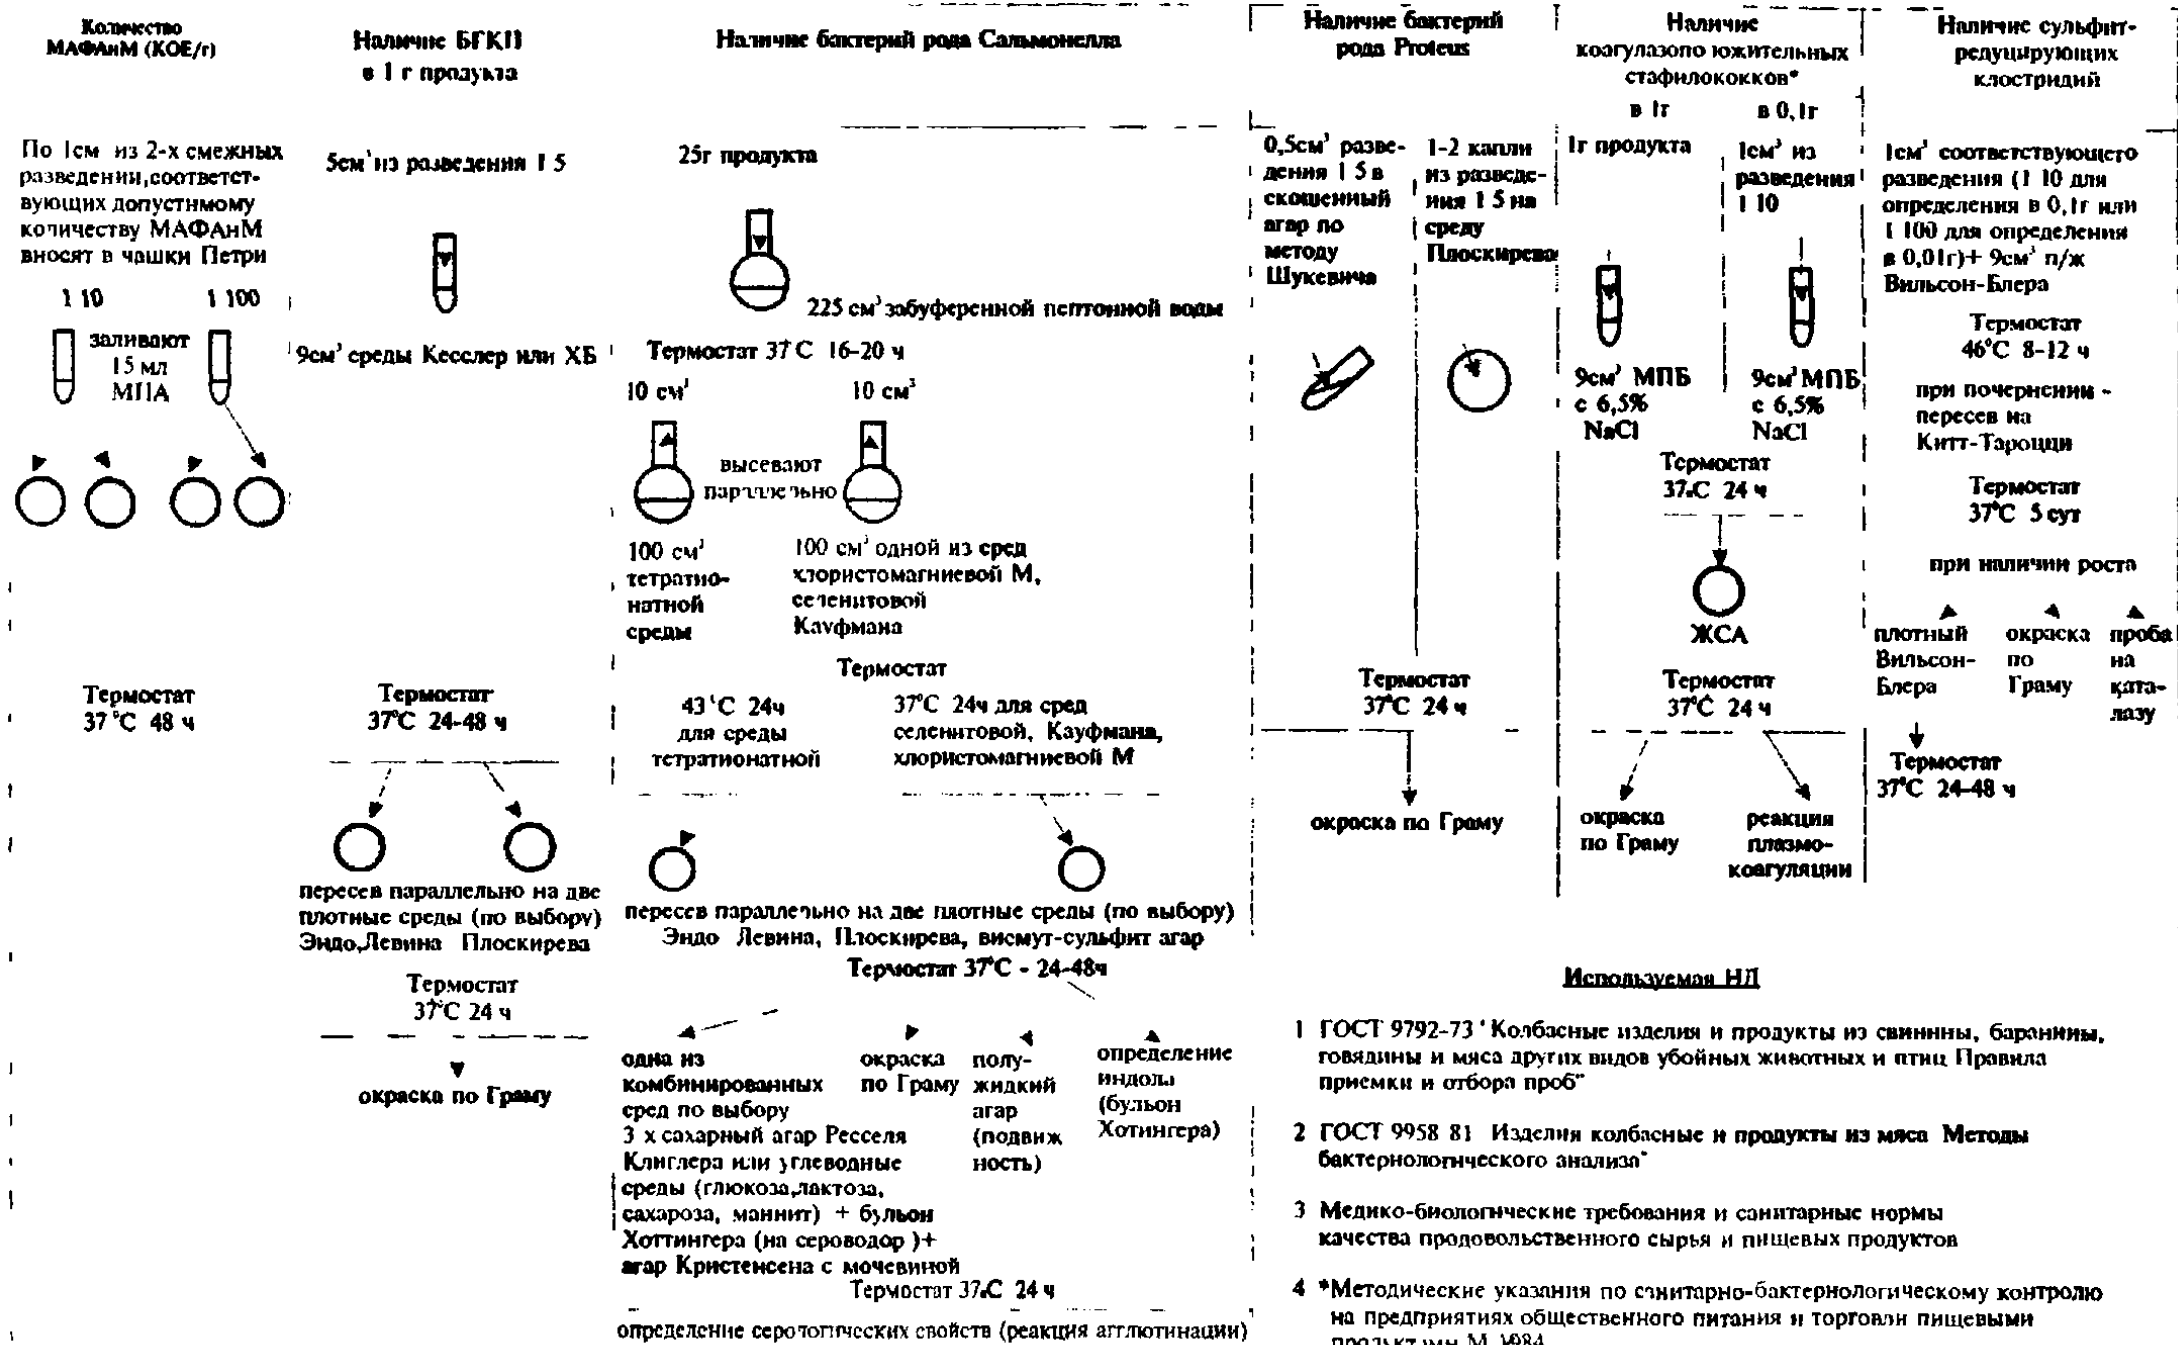 Количество
МАФАнМ (КОЕ/г)
По 1см из 2-х смежных
разведении,соответст-
вующих допустимому
количеству МАФАнМ
вносят в чашки Петри
1 10
1 100
заливают
15 мл
МПА
Термостат
37 °С 48 ч
Наличие БГКП
в 1 г продукта
5см³ из разведения 1 5
9см³ среды Кесслер или ХБ
Термостат
37°С 24-48 ч
пересев параллельно на две
плотные среды (по выбору)
Эндо,Левина Плоскирева
Термостат
37°С 24 ч
окраска по Граму
Наличие бактерий рода Сальмонелла
25г продукта
225 см³ забуференной пептонной воды
Термостат 37°С 16-20 ч
10 см³
10 см³
высевают
параллельно
100 см³
тетратио-
натной
среды
100 см³ одной из сред
хлористомагниевой М,
селенитовой
Кауфмана
Термостат
43°С 24ч
для среды
тетратионатной
37°С 24ч для сред
селенитовой, Кауфмана,
хлористомагниевой М
пересев параллельно на две плотные среды (по выбору)
Эндо Левина, Плоскирева, висмут-сульфит агар
Термостат 37°С - 24-48ч
одна из
комбинированных
сред по выбору
3 х сахарный агар Ресселя
Клиглера или углеводные
среды (глюкоза,лактоза,
сахароза, маннит) + бульон
Хоттингера (на сероводор )+
агар Кристенсена с мочевиной
окраска
по Граму
полу-
жидкий
агар
(подвиж
ность)
определение
индола
(бульон
Хотингера)
Термостат 37°С 24 ч
определение серологических свойств (реакция агглютинации)
Наличие бактерий
рода Proteus
0,5см³ разве-
дения 1 5 в
скошенный
агар по
методу
Шукевича
1-2 капли
из разведе-
ния 1 5 на
среду
Плоскирева
Термостат
37°С 24 ч
окраска по Граму
Наличие
коагулазопо южительных
стафилококков*
в 1г
в 0,1г
1г продукта
1см³ из
разведения
1 10
9см³ МПБ
с 6,5%
NaCl
9см³ МПБ
с 6,5%
NaCl
Термостат
37°С 24 ч
ЖСА
Термостат
37°С 24 ч
окраска
по Граму
реакция
плазмо-
коагуляции
Наличие сульфит-
редуцирующих
клостридий
1см³ соответствующего
разведения (1 10 для
определения в 0,1г или
1 100 для определения
в 0,01г)+ 9см³ п/ж
Вильсон-Блера
Термостат
46°С 8-12 ч
при почернении -
пересев на
Китт-Тароцци
Термостат
37°С 5 сут
при наличии роста
плотный
Вильсон-
Блера
окраска
по
Граму
проба
на
ката-
лазу
Термостат
37°С 24-48 ч
Используемая НД
1 ГОСТ 9792-73 'Колбасные изделия и продукты из свинины, баранины,
говядины и мяса других видов убойных животных и птиц Правила
приемки и отбора проб"
2 ГОСТ 9958 81 Изделия колбасные и продукты из мяса Методы
бактериологического анализа"
3 Медико-биологические требования и санитарные нормы
качества продовольственного сырья и пищевых продуктов
4 *Методические указания по санитарно-бактериологическому контролю
на предприятиях общественного питания и торговли пищевыми
продуктами М 1984